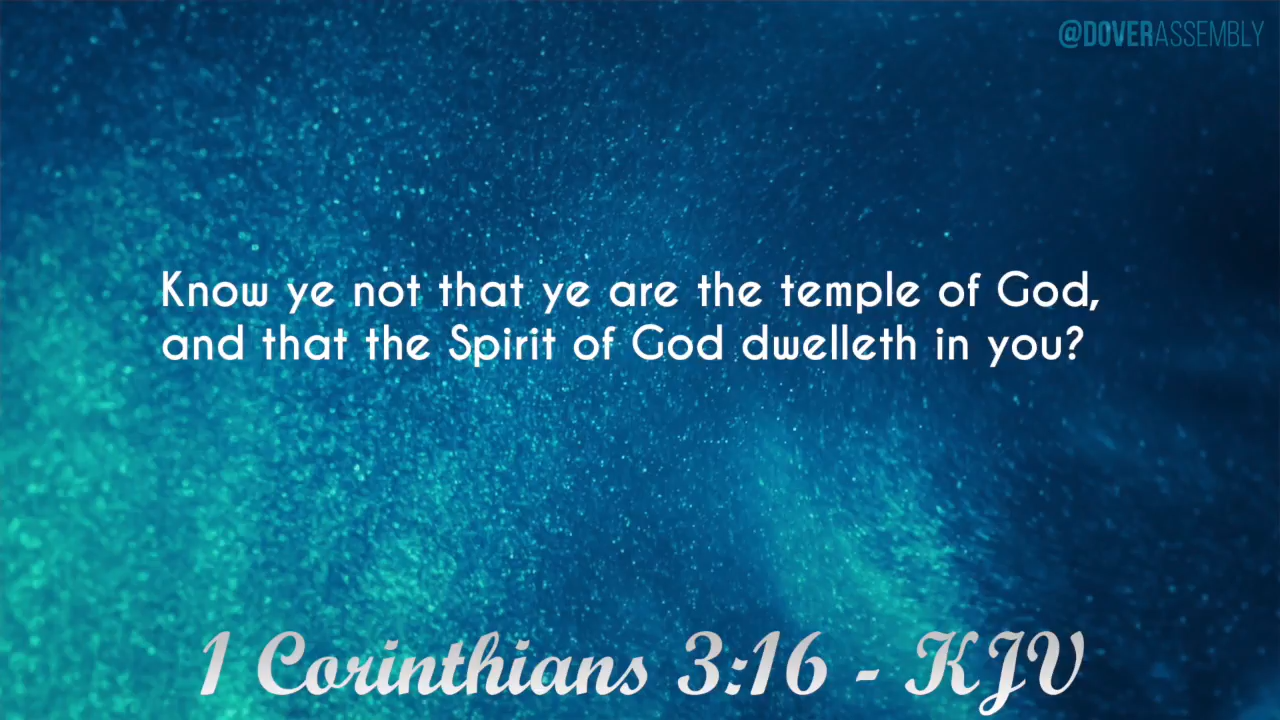 @DOVERASSEMBLY
Know ye not that ye are the temple of God,
and that the Spirit of God dwelleth in you?
1 Corinthians 3:16 - KJV